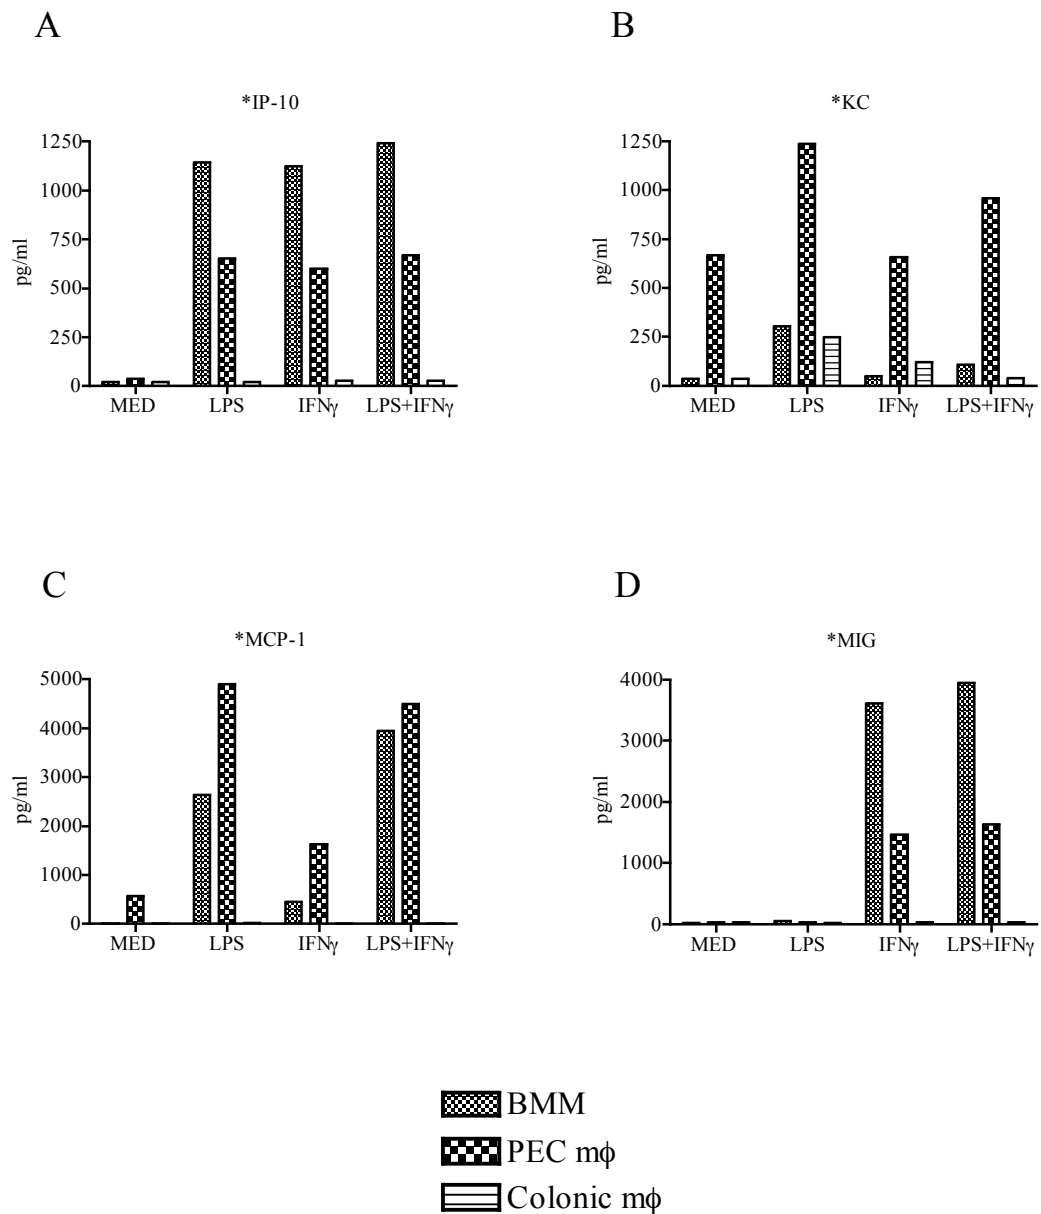 A
*IP-10
1250
1000
750
500
250
0
pg/ml
MED LPS IFNγ LPS+IFNγ
B
*KC
1250
1000
750
500
250
0
pg/ml
MED LPS IFNγ LPS+IFNγ
C
*MCP-1
5000
4000
3000
2000
1000
0
pg/ml
MED LPS IFNγ LPS+IFNγ
D
*MIG
4000
3000
2000
1000
0
pg/ml
MED LPS IFNγ LPS+IFNγ
BMM
PEC mϕ
Colonic mϕ